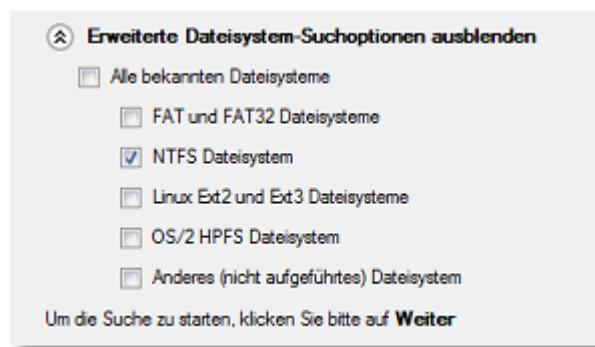 Erweiterte Dateisystem-Suchoptionen ausblenden
Alle bekannten Dateisysteme
FAT und FAT32 Dateisysteme
NTFS Dateisystem
Linux Ext2 und Ext3 Dateisysteme
OS/2 HPFS Dateisystem
Anderes (nicht aufgeführtes) Dateisystem
Um die Suche zu starten, klicken Sie bitte auf Weiter